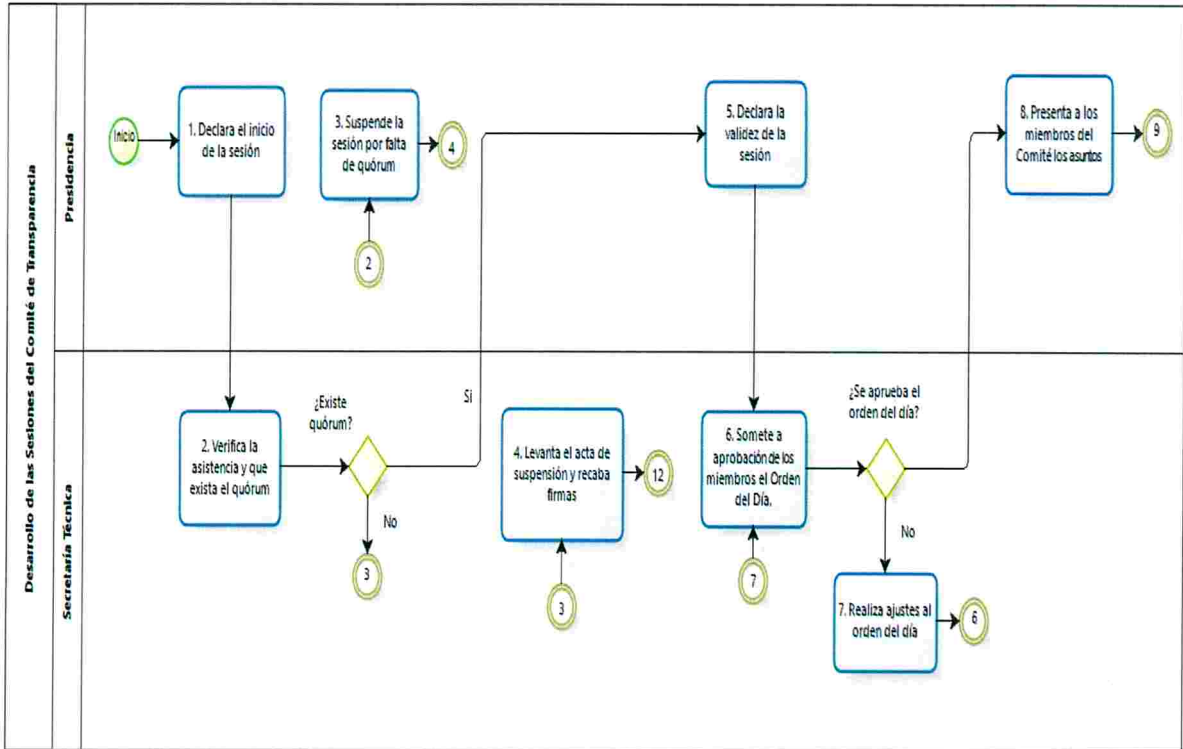 Desarrollo de las Sesiones del Comité de Transparencia
Presidencia
Inicio
1. Declara el inicio
de la sesión
3. Suspende la
sesión por falta
de quórum
4
2
5. Declara la
validez de la
sesión
8. Presenta a los
miembros del
Comité los asuntos
9
Secretaría Técnica
2. Verifica la
asistencia y que
exista el quórum
¿Existe
quórum?
Si
No
3
4. Levanta el acta de
suspensión y recaba
firmas
12
3
6. Somete a
aprobación de los
miembros el Orden
del Día.
7
¿Se aprueba el
orden del día?
No
7. Realiza ajustes al
orden del día
6